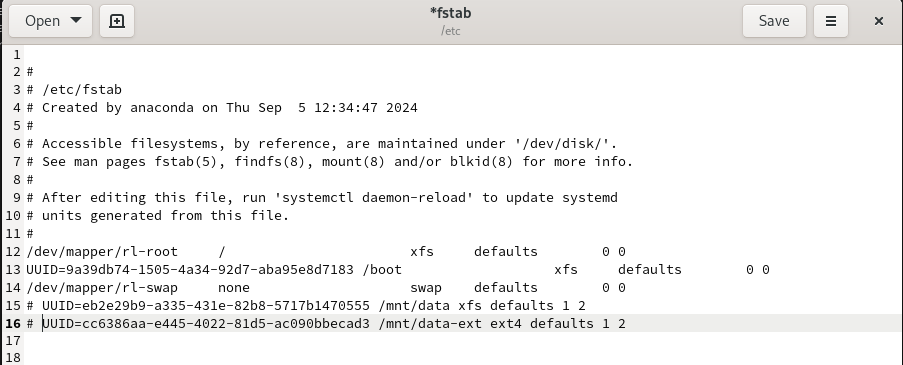 Open
*fstab
/etc
Save
1
2 #
3 # /etc/fstab
4 # Created by anaconda on Thu Sep  5 12:34:47 2024
5 #
6 # Accessible filesystems, by reference, are maintained under '/dev/disk/'.
7 # See man pages fstab(5), findfs(8), mount(8) and/or blkid(8) for more info.
8 #
9 # After editing this file, run 'systemctl daemon-reload' to update systemd
10 # units generated from this file.
11 #
12 /dev/mapper/rl-root     /                       xfs     defaults        0 0
13 UUID=9a39db74-1505-4a34-92d7-aba95e8d7183 /boot                   xfs     defaults        0 0
14 /dev/mapper/rl-swap     none                    swap    defaults        0 0
15 # UUID=eb2e29b9-a335-431e-82b8-5717b1470555 /mnt/data xfs defaults 1 2
16 # UUID=cc6386aa-e445-4022-81d5-ac090bbecad3 /mnt/data-ext ext4 defaults 1 2
17
18